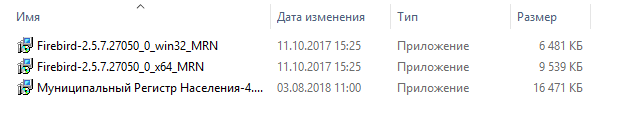 Имя Дата изменения Тип Размер
Firebird-2.5.7.27050_0_win32_MRN 11.10.2017 15:25 Приложение 6 481 КБ
Firebird-2.5.7.27050_0_x64_MRN 11.10.2017 15:25 Приложение 9 539 КБ
Муниципальный Регистр Населения-4.... 03.08.2018 11:00 Приложение 16 471 КБ